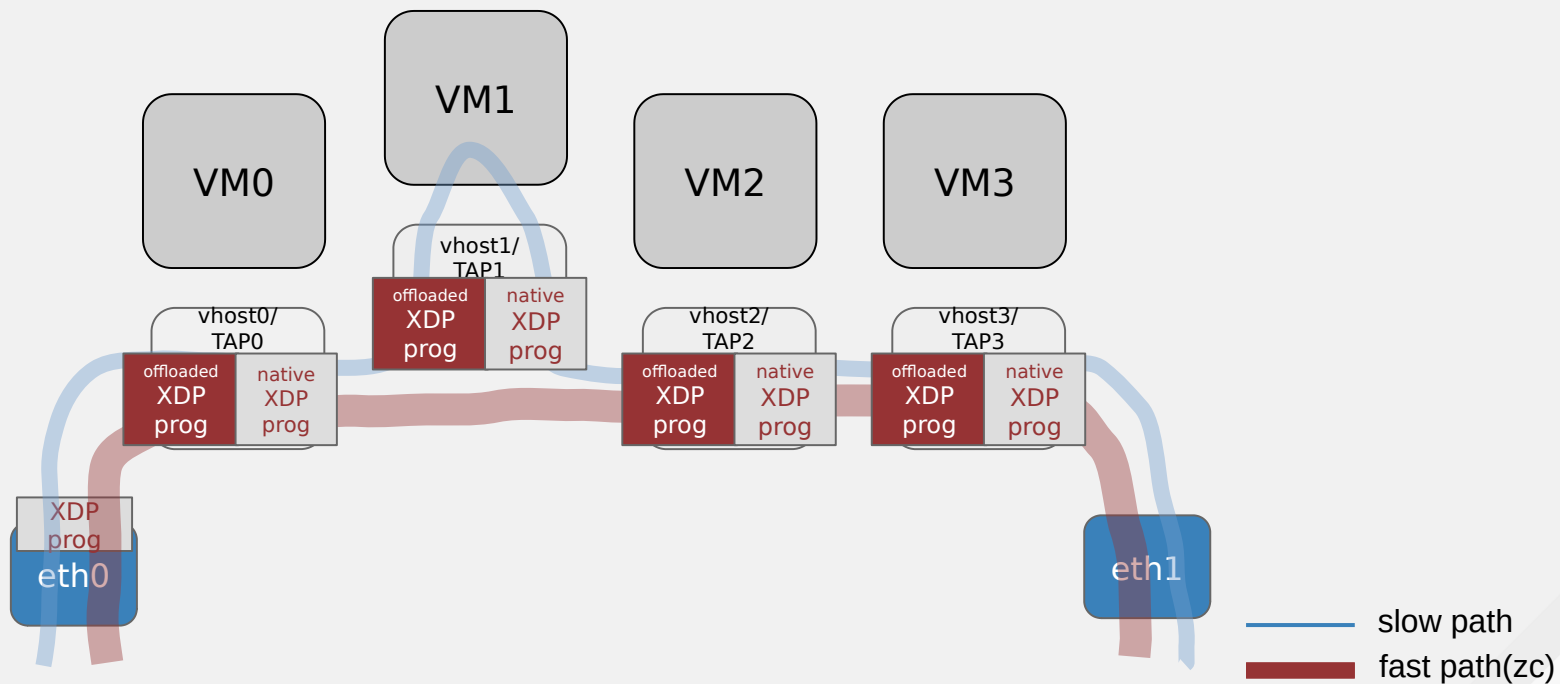 VM1
VM0
VM2
VM3
vhost1/
TAP1
offloaded
XDP
prog
native
XDP
prog
vhost0/
TAP0
offloaded
XDP
prog
native
XDP
prog
vhost2/
TAP2
offloaded
XDP
prog
native
XDP
prog
vhost3/
TAP3
offloaded
XDP
prog
native
XDP
prog
XDP
prog
eth0
eth1
slow path
fast path(zc)